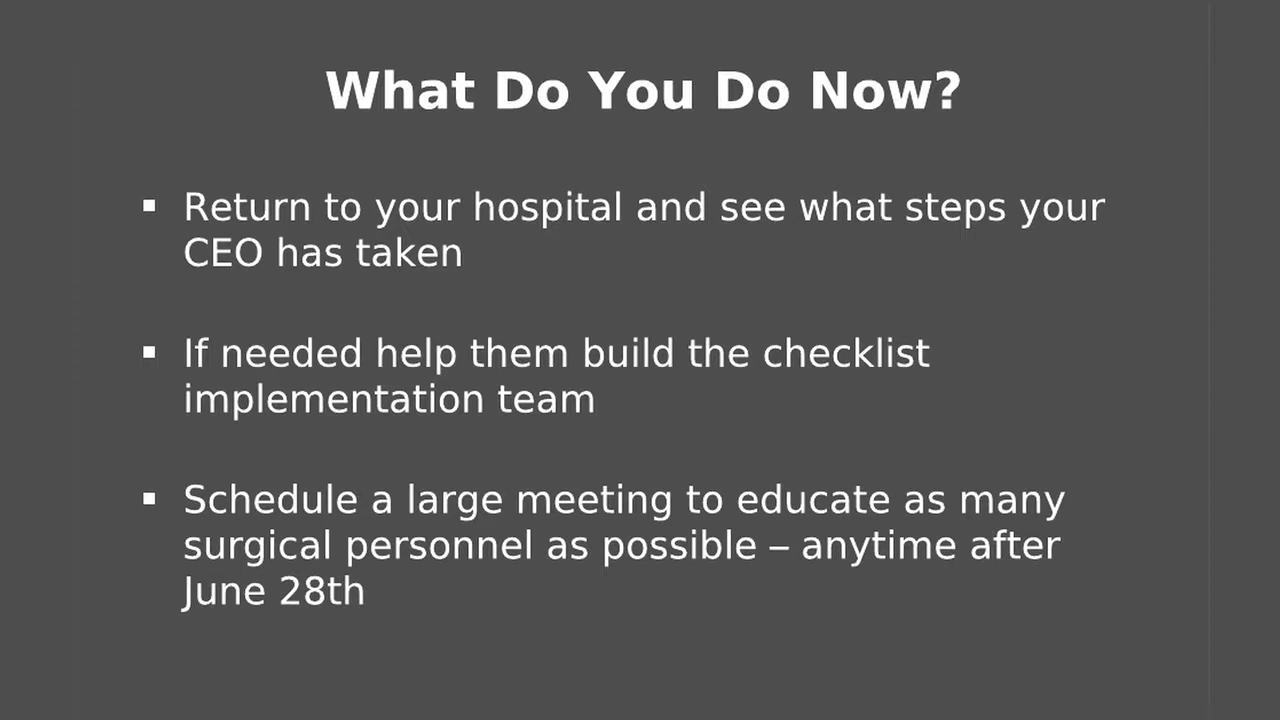 What Do You Do Now?
▪ Return to your hospital and see what steps your
CEO has taken
▪ If needed help them build the checklist
implementation team
▪ Schedule a large meeting to educate as many
surgical personnel as possible – anytime after
June 28th